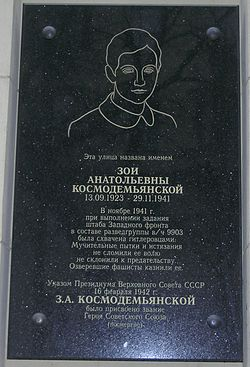 Эта улица названа именем
ЗОИ
АНАТОЛЬЕВНЫ
КОСМОДЕМЬЯНСКОЙ
13.09.1923 - 29.11.1941
В ноябре 1941 г.
при выполнении задания
штаба Западного фронта
в составе разведгруппы в/ч 9903
была схвачена гитлеровцами.
Мучительные пытки и истязания
не сломили ее волю,
не склонили к предательству.
Озверевшие фашисты казнили ее.
Указом Президиума Верховного Совета СССР
16 февраля 1942 г.
З.А. КОСМОДЕМЬЯНСКОЙ
было присвоено звание
Героя Советского Союза
(посмертно)